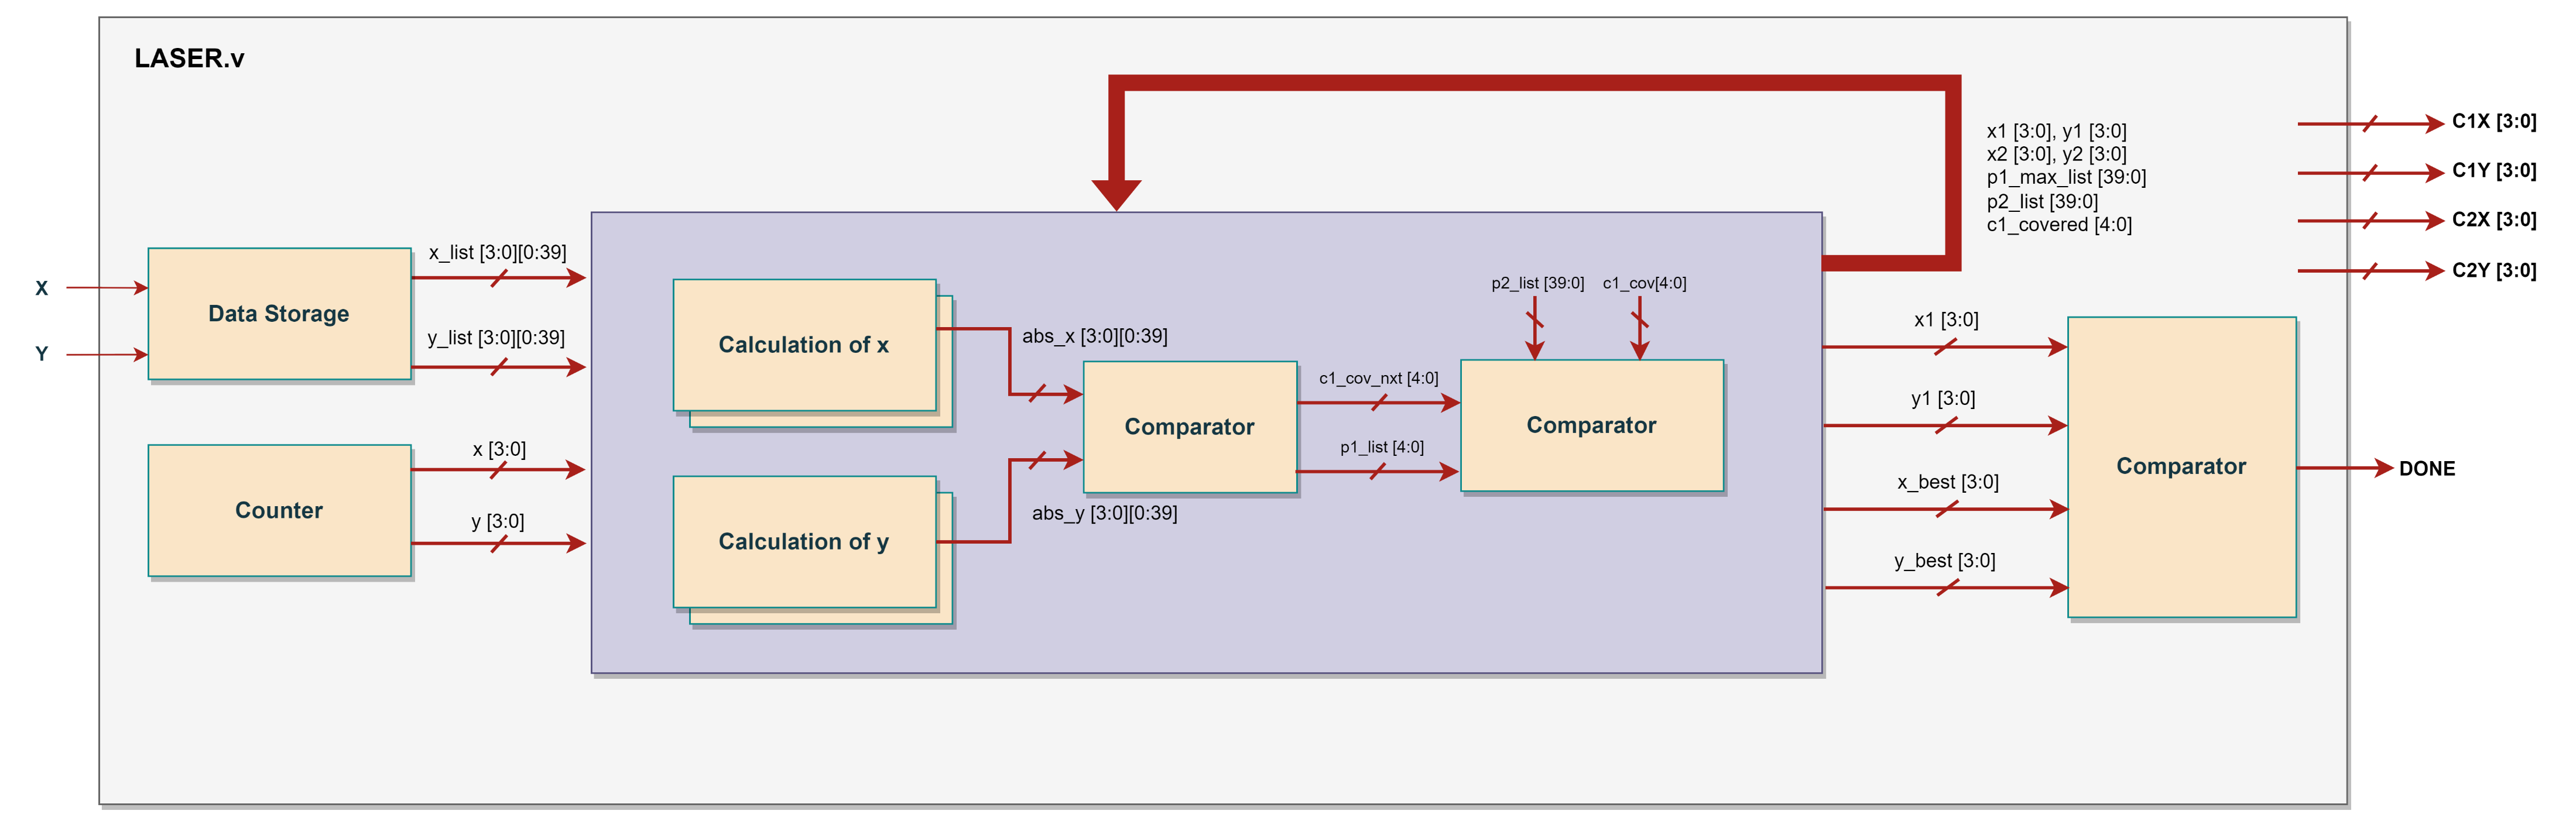 LASER.v
X
Y
Data Storage
x_list [3:0][0:39]
y_list [3:0][0:39]
Counter
x [3:0]
y [3:0]
Calculation of x
Calculation of y
abs_x [3:0][0:39]
abs_y [3:0][0:39]
Comparator
c1_cov_nxt [4:0]
p1_list [4:0]
p2_list [39:0]
c1_cov[4:0]
Comparator
x1 [3:0], y1 [3:0]
x2 [3:0], y2 [3:0]
p1_max_list [39:0]
p2_list [39:0]
c1_covered [4:0]
x1 [3:0]
y1 [3:0]
x_best [3:0]
y_best [3:0]
Comparator
C1X [3:0]
C1Y [3:0]
C2X [3:0]
C2Y [3:0]
DONE